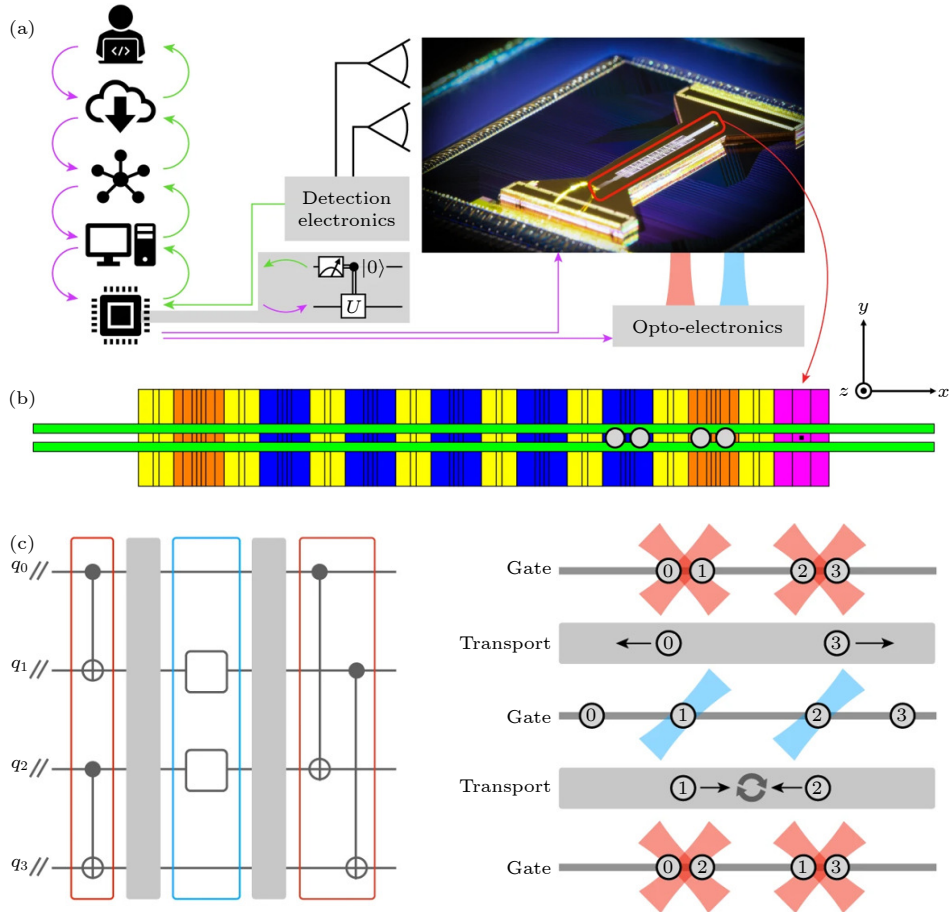 (a)
</>
Detection
electronics
|0⟩
U
Opto-electronics
y
z
x
(b)
(c)
q0
q1
q2
q3
Gate
0 1 2 3
Transport
0 3
Gate
0 1 2 3
Transport
1 2
Gate
0 2 1 3